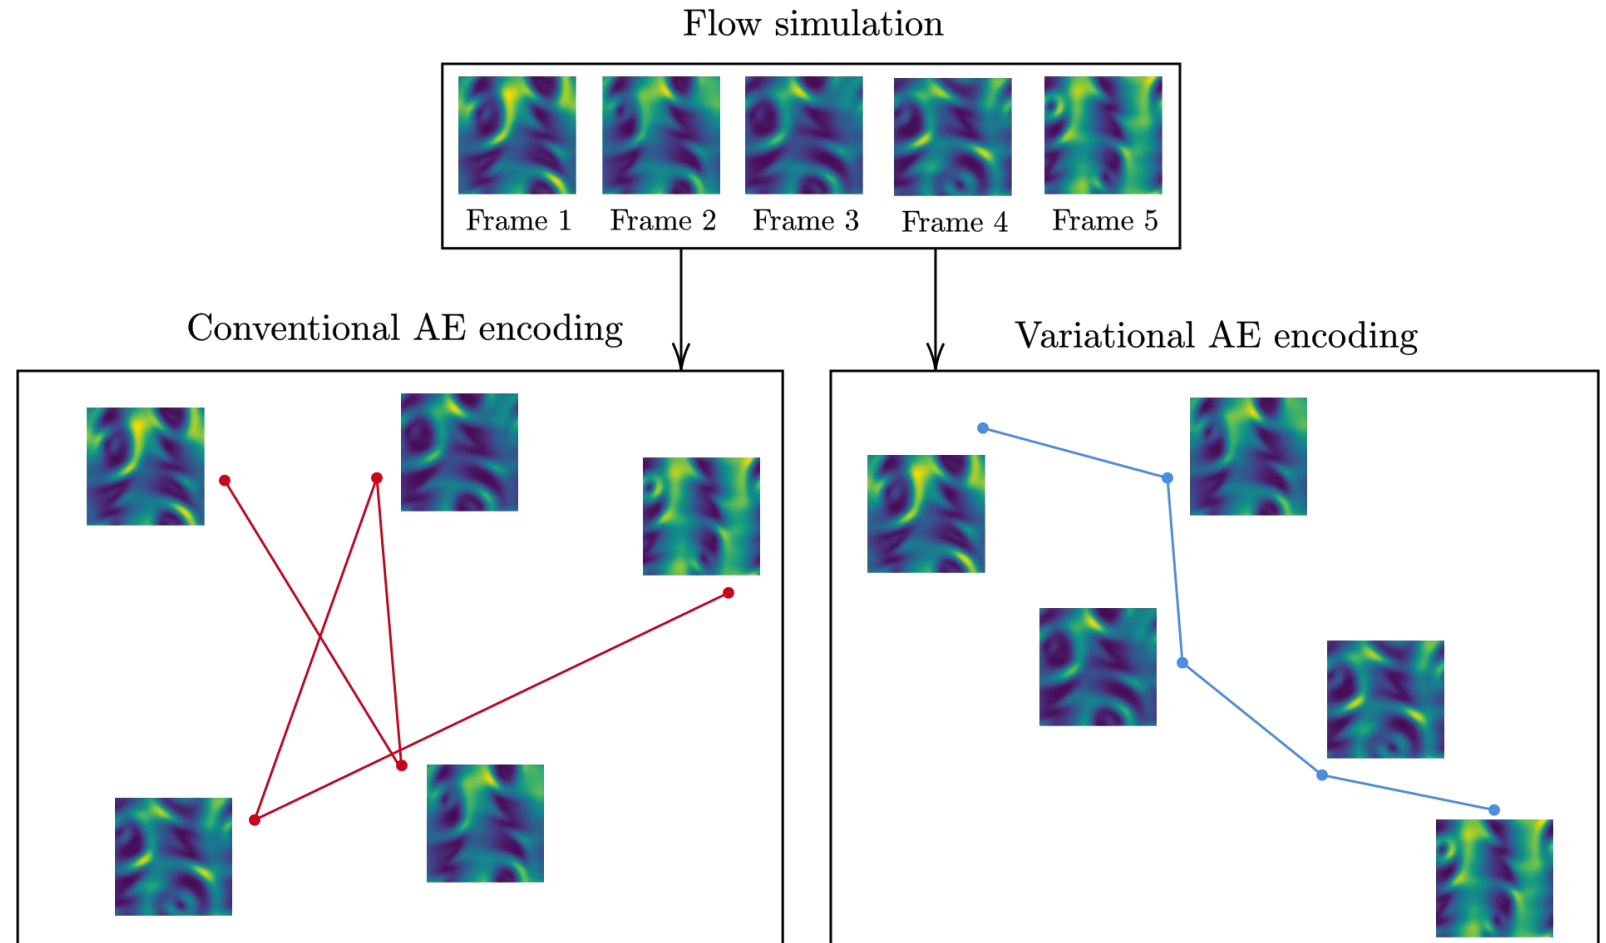 Flow simulation
Frame 1 Frame 2 Frame 3 Frame 4 Frame 5
Conventional AE encoding
Variational AE encoding